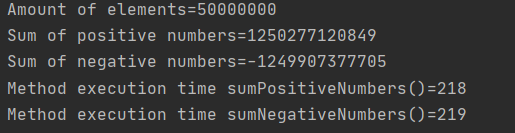 Amount of elements=50000000
Sum of positive numbers=1250277120849
Sum of negative numbers=-1249907377705
Method execution time sumPositiveNumbers()=218
Method execution time sumNegativeNumbers()=219